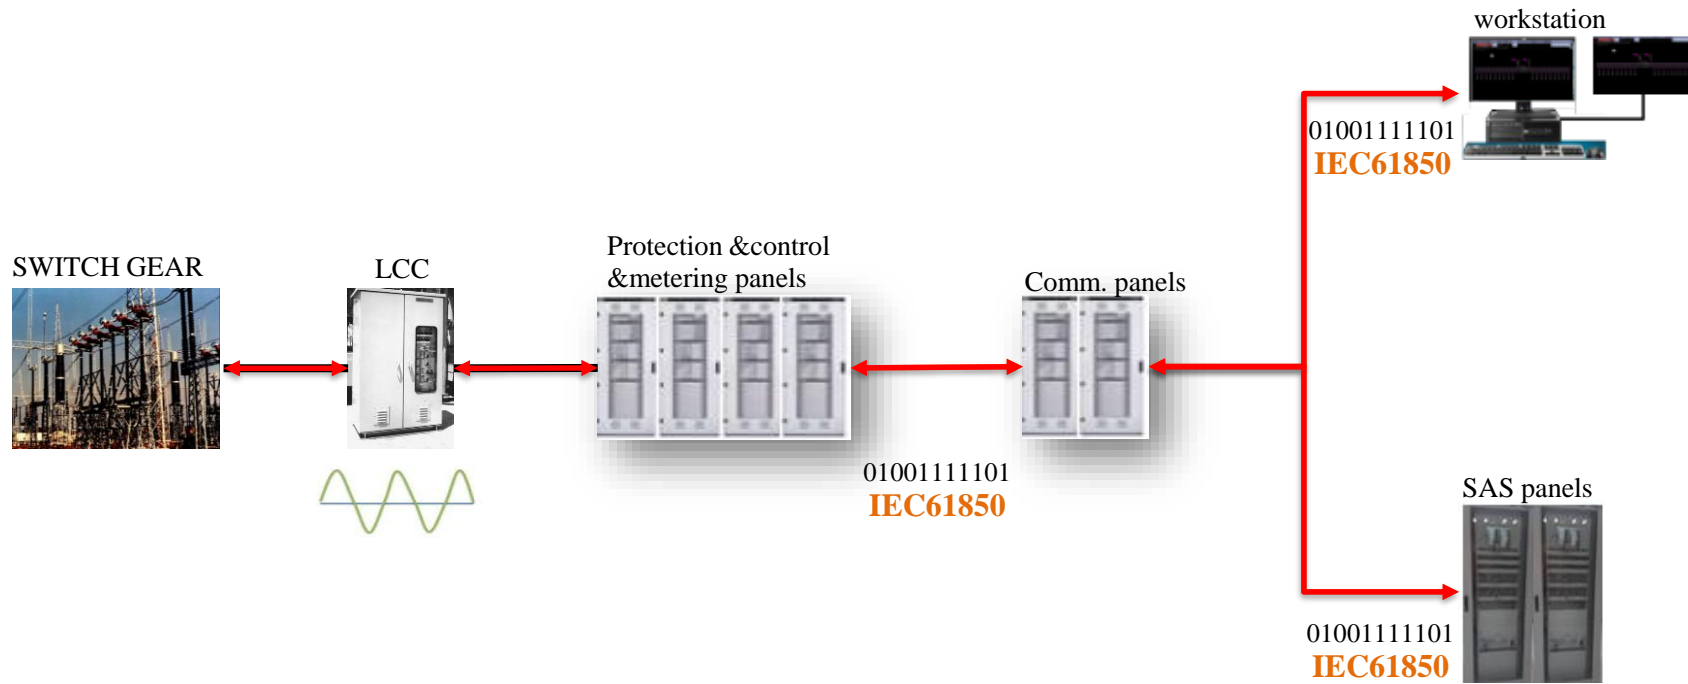 workstation
01001111101
IEC61850
SWITCH GEAR
LCC
Protection &control
&metering panels
Comm. panels
01001111101
IEC61850
SAS panels
01001111101
IEC61850